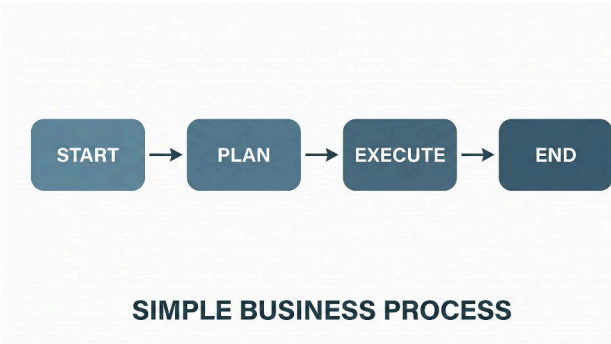 START
PLAN
EXECUTE
END
SIMPLE BUSINESS PROCESS